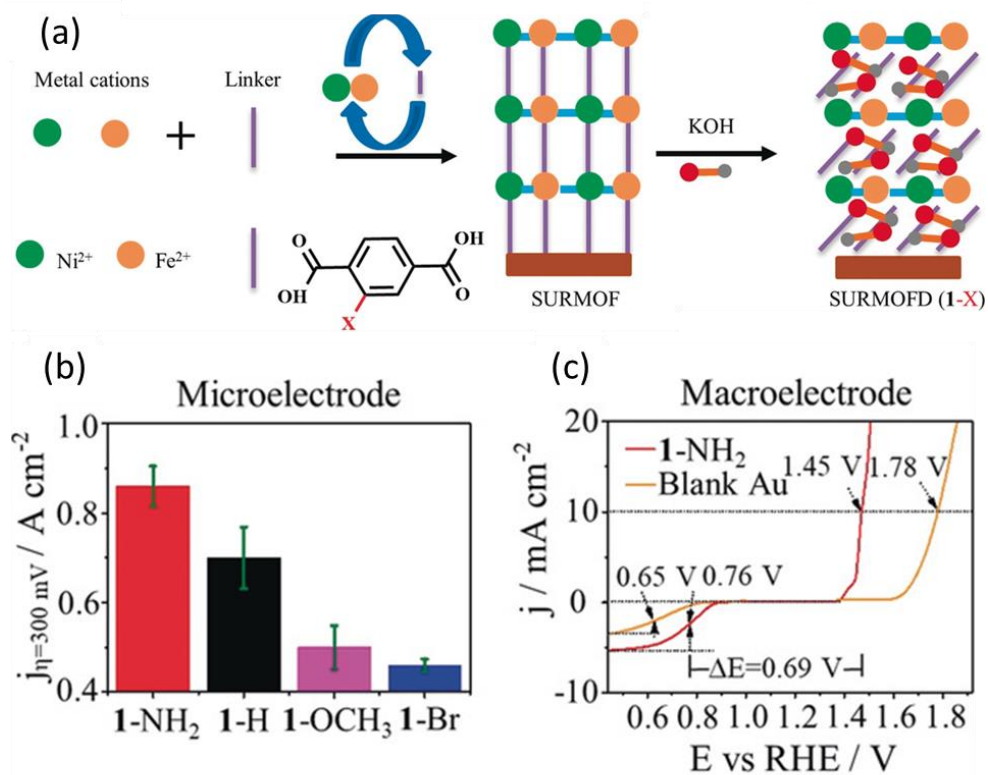 (a)
Metal cations
Linker
+
Ni²⁺
Fe²⁺
O
OH
OH
O
X
SURMOF
KOH
SURMOFD (1-X)
(b)
Microelectrode
j_η=300 mV / A cm⁻²
1.0
0.8
0.6
0.4
1-NH₂ 1-H 1-OCH₃ 1-Br
(c)
Macroelectrode
j / mA cm⁻²
20
10
0
-10
1-NH₂
Blank Au
1.45 V 1.78 V
0.65 V 0.76 V
ΔE=0.69 V
0.6 0.8 1.0 1.2 1.4 1.6 1.8
E vs RHE / V